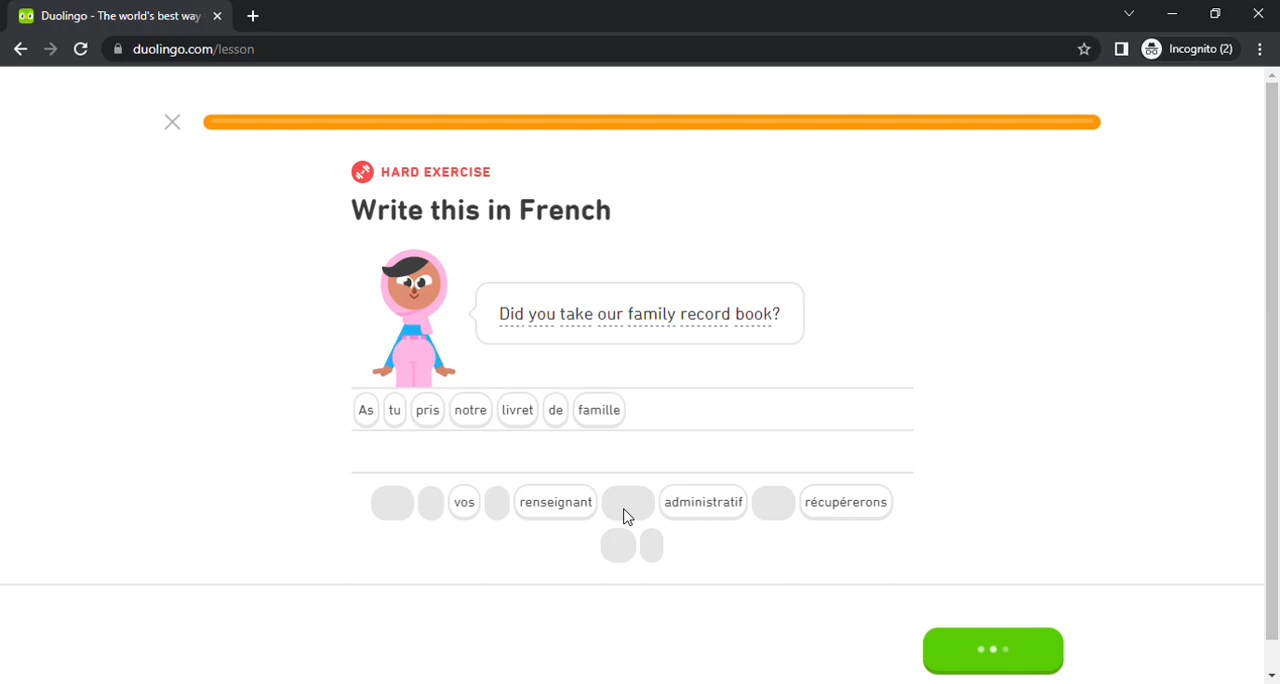 Duolingo - The world's best way
duolingo.com/lesson
Incognito (2)
HARD EXERCISE
Write this in French
Did you take our family record book?
As tu pris notre livret de famille
vos renseignant administratif récupérerons